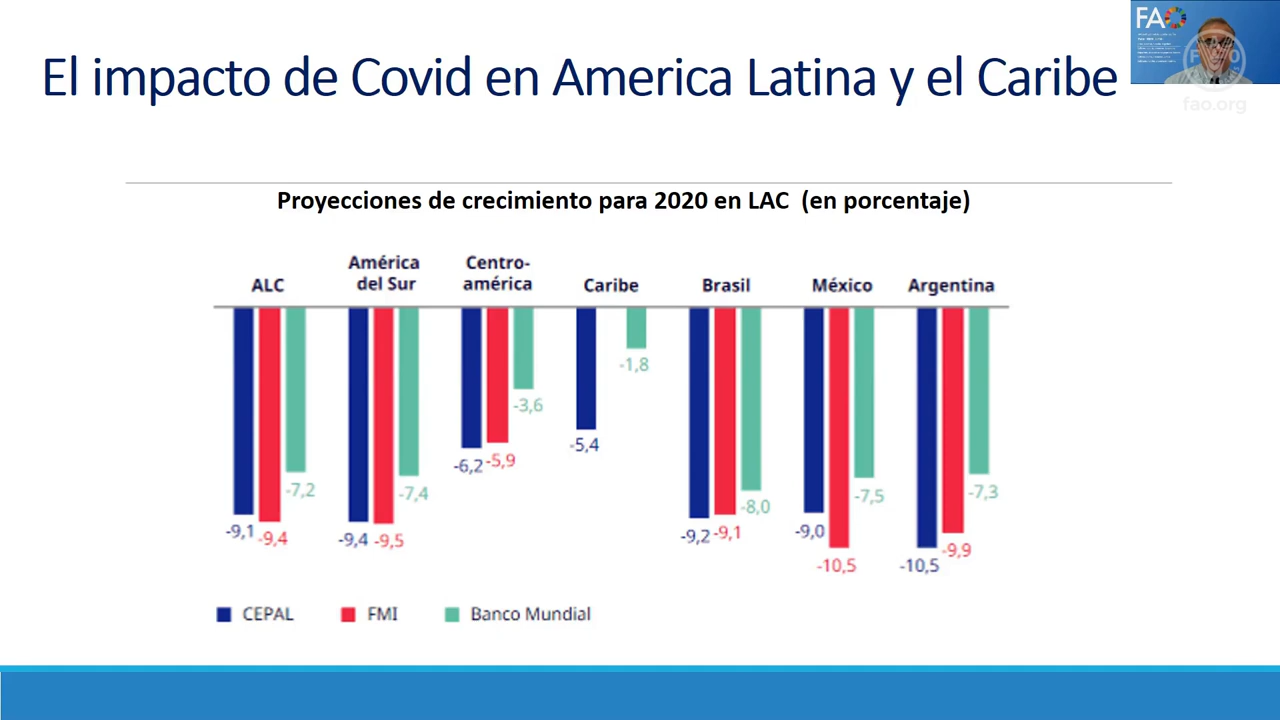 El impacto de Covid en America Latina y el Caribe
FAO
fao.org
Proyecciones de crecimiento para 2020 en LAC (en porcentaje)
ALC
América
del Sur
Centro-
américa
Caribe
Brasil
México
Argentina
-9,1
-9,4
-7,2
-9,4
-9,5
-7,4
-6,2
-5,9
-3,6
-5,4
-1,8
-9,2
-9,1
-8,0
-9,0
-10,5
-7,5
-10,5
-9,9
-7,3
CEPAL
FMI
Banco Mundial